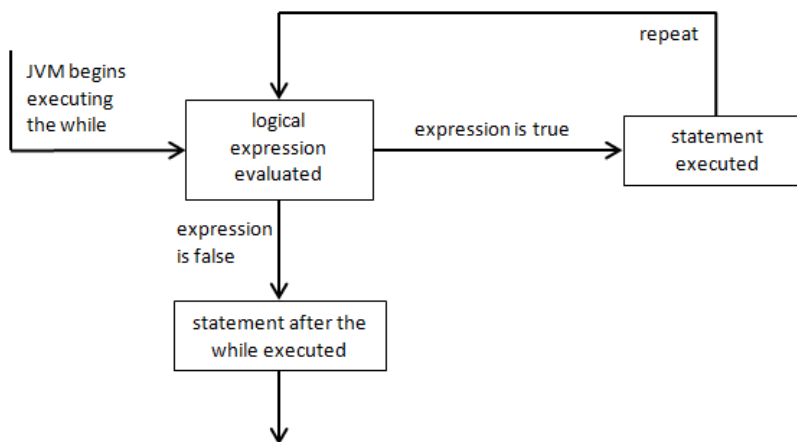 repeat
JVM begins
executing
the while
logical
expression
evaluated
expression is true
statement
executed
expression
is false
statement after the
while executed